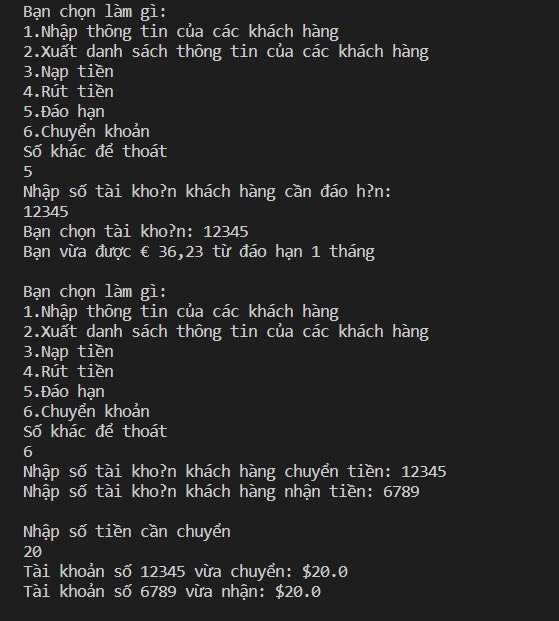 Bạn chọn làm gì:
1.Nhập thông tin của các khách hàng
2.Xuất danh sách thông tin của các khách hàng
3.Nạp tiền
4.Rút tiền
5.Đáo hạn
6.Chuyển khoản
Số khác để thoát
5
Nhập số tài kho?n khách hàng cần đáo h?n:
12345
Bạn chọn tài kho?n: 12345
Bạn vừa được € 36,23 từ đáo hạn 1 tháng
Bạn chọn làm gì:
1.Nhập thông tin của các khách hàng
2.Xuất danh sách thông tin của các khách hàng
3.Nạp tiền
4.Rút tiền
5.Đáo hạn
6.Chuyển khoản
Số khác để thoát
6
Nhập số tài kho?n khách hàng chuyển tiền: 12345
Nhập số tài kho?n khách hàng nhận tiền: 6789
Nhập số tiền cần chuyển
20
Tài khoản số 12345 vừa chuyển: $20.0
Tài khoản số 6789 vừa nhận: $20.0